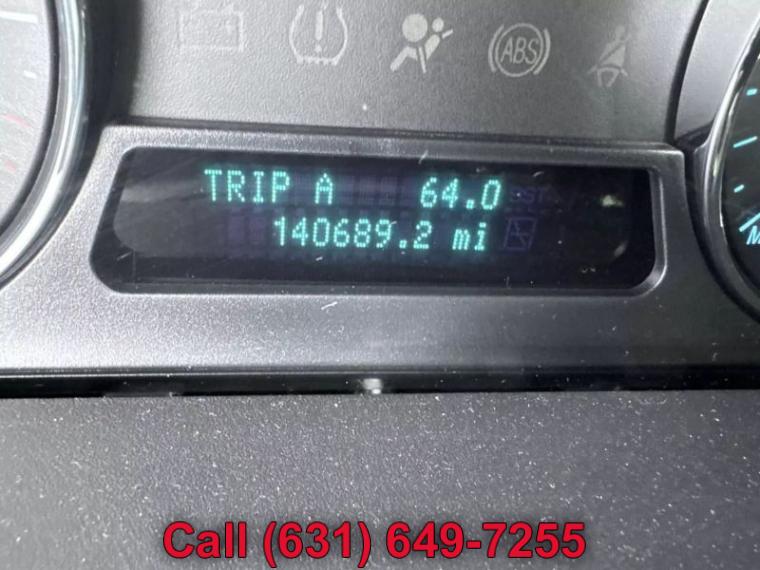 ABS
TRIP A 64.0
140689.2 mi
Call (631) 649-7255